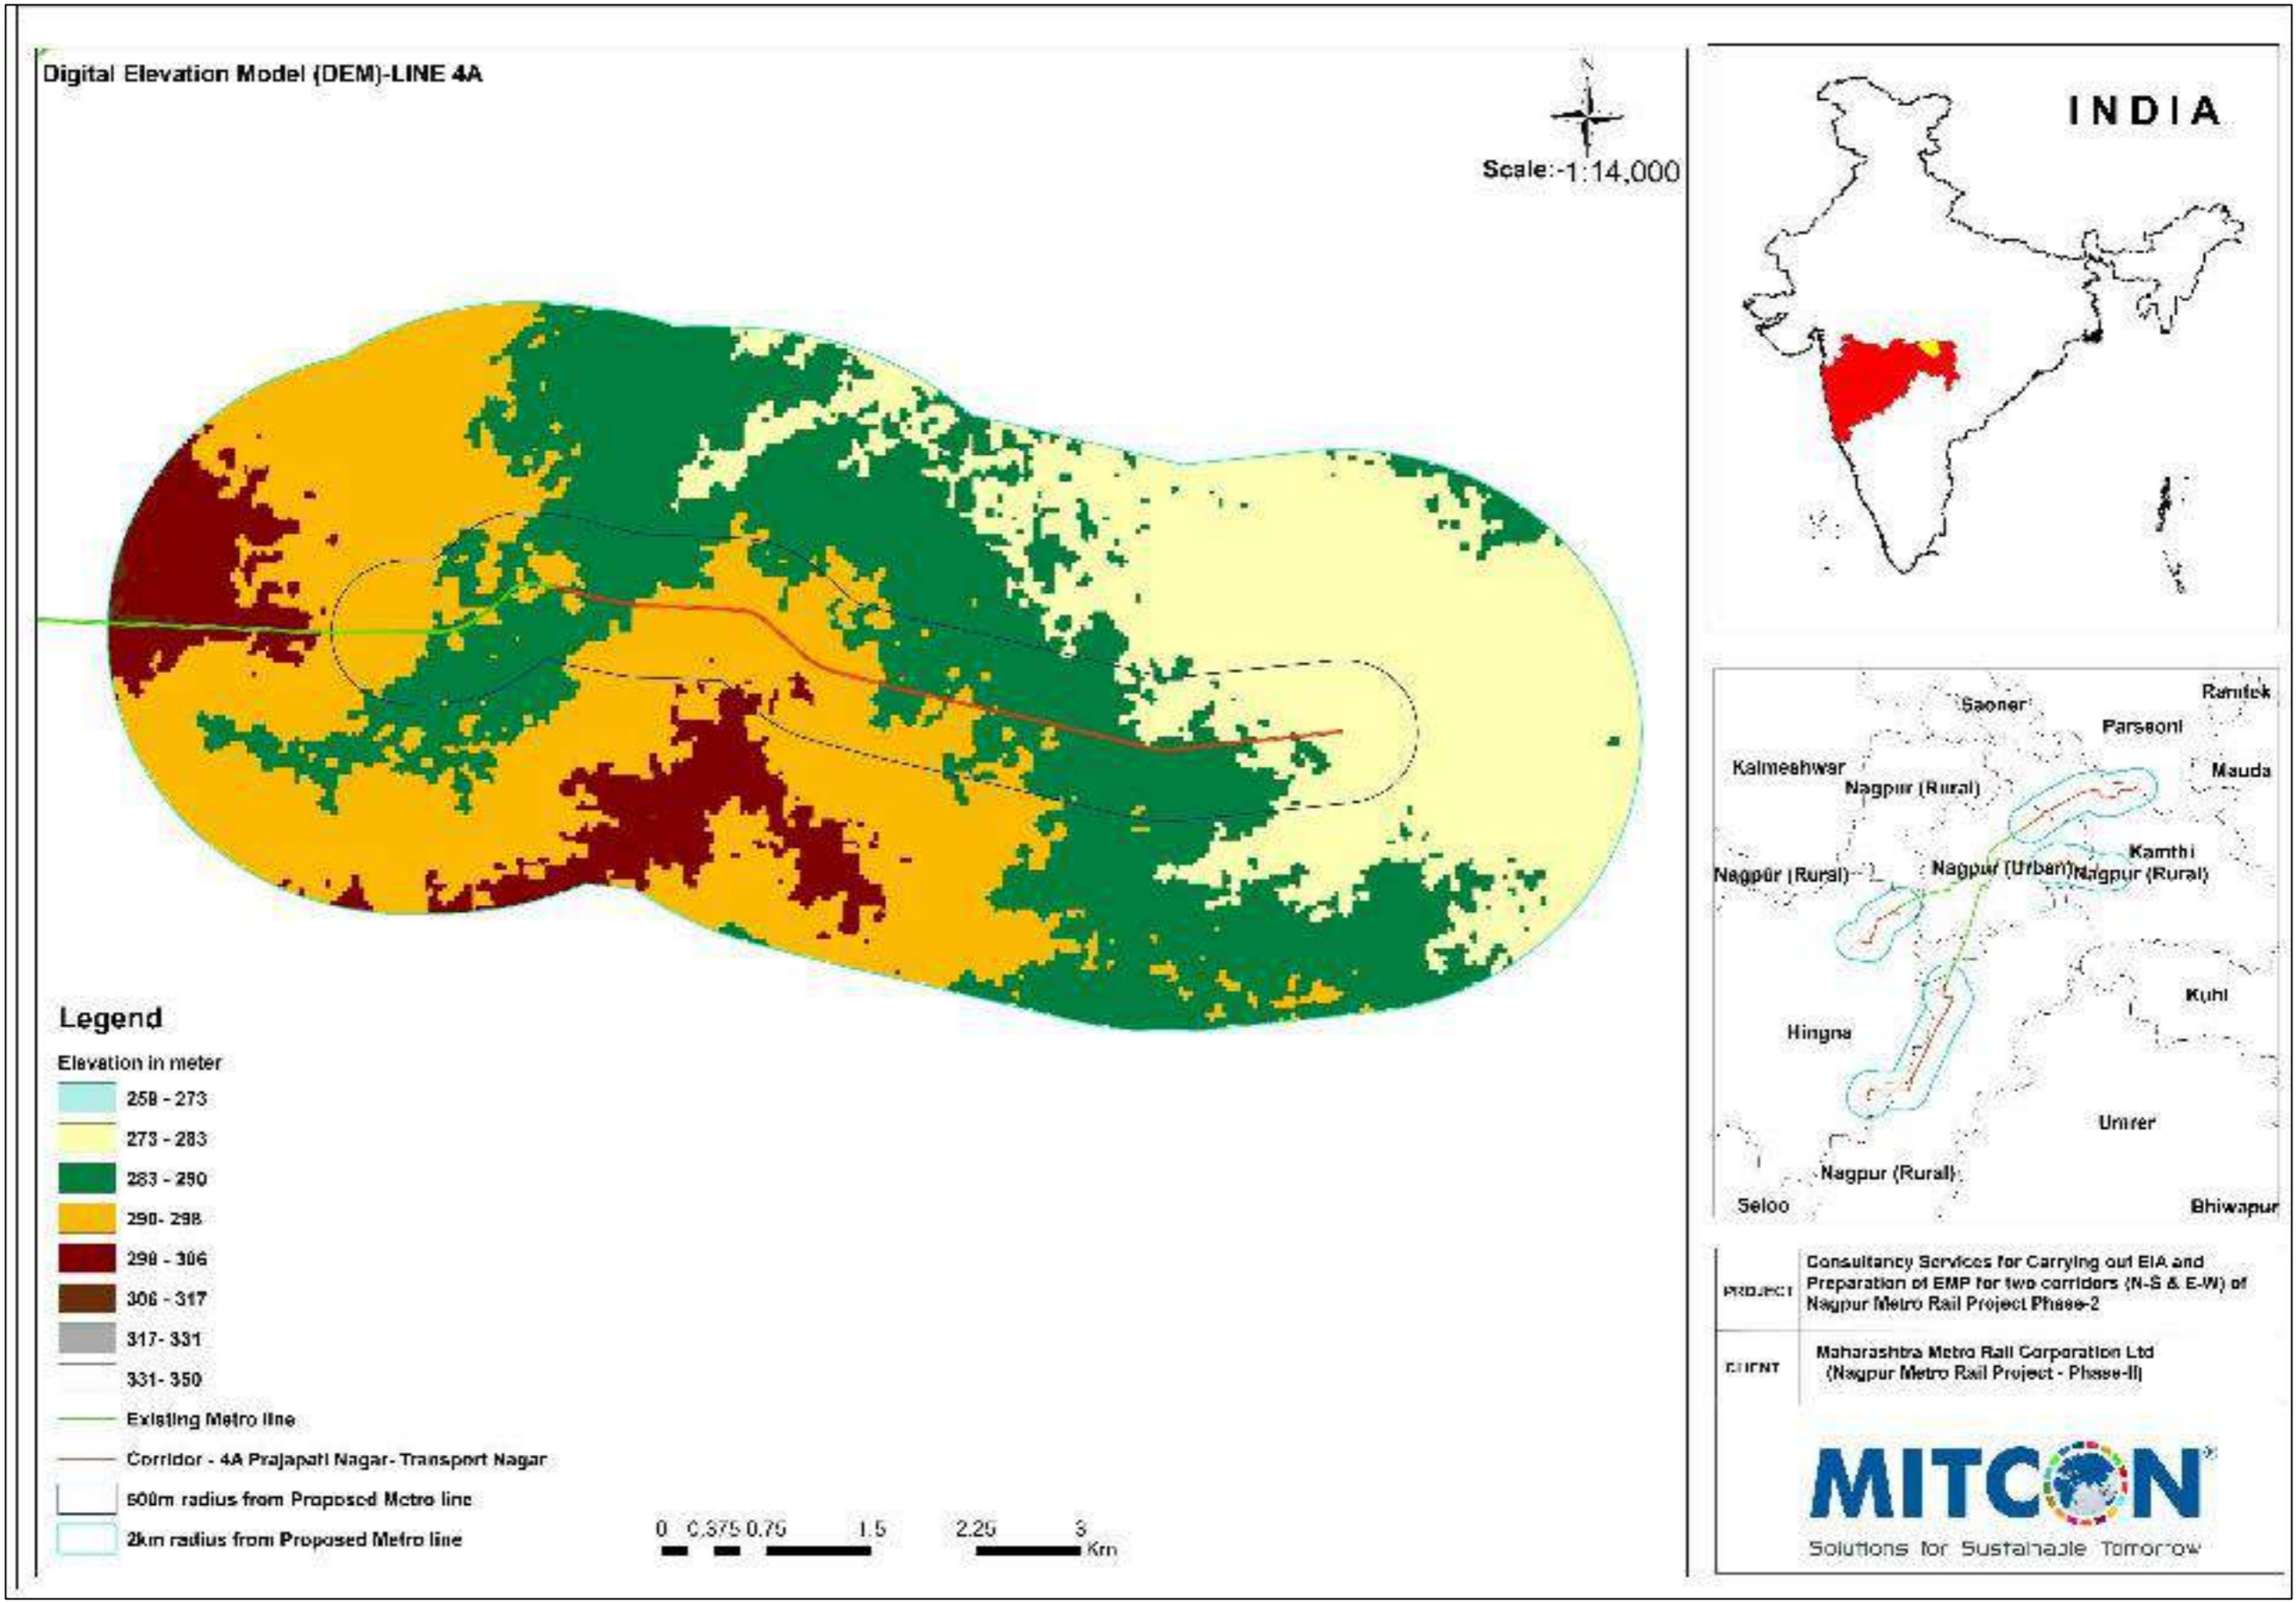 Digital Elevation Model (DEM)-LINE 4A
N
Scale:-1:14,000
INDIA
Legend
Elevation in meter
258 - 273
273 - 283
283 - 290
290- 298
298 - 306
306 - 317
317- 331
331- 350
Existing Metro line
Corridor - 4A Prajapati Nagar- Transport Nagar
500m radius from Proposed Metro line
2km radius from Proposed Metro line
0 0.375 0.75 1.5 2.25 3
Km
Ramtek
Saoner
Parseoni
Kalmeshwar
Mauda
Nagpur (Rural)
Kamthi
Nagpur (Rural)
Nagpur (Urban)
Nagpur (Rural)
Kuhi
Hingna
Umrer
Nagpur (Rural)
Seloo
Bhiwapur
PROJECT
Consultancy Services for Carrying out EIA and
Preparation of EMP for two corridors (N-S & E-W) of
Nagpur Metro Rail Project Phase-2
CLIENT
Maharashtra Metro Rail Corporation Ltd
(Nagpur Metro Rail Project - Phase-II)
MITCON®
Solutions for Sustainable Tomorrow